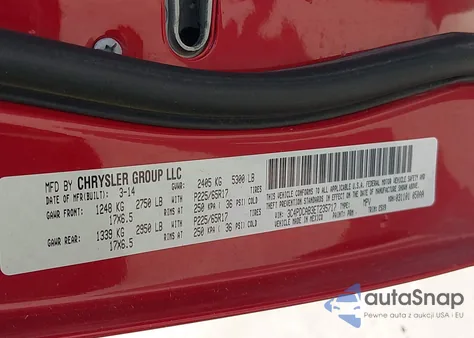 MFD BY CHRYSLER GROUP LLC
DATE OF MFR(BUILT): 3-14 GVWR: 2405 KG 5300 LB
GAWR FRONT: 1248 KG 2750 LB TIRES P225/65R17
17X6.5 RIMS AT 250 KPA ( 36 PSI )
GAWR REAR: 1339 KG 2950 LB TIRES P225/65R17
17X6.5 RIMS AT 250 KPA ( 36 PSI )
THIS VEHICLE CONFORMS TO ALL APPLICABLE U.S.A. FEDERAL MOTOR VEHICLE SAFETY AND
THEFT PREVENTION STANDARDS IN EFFECT ON THE DATE OF MANUFACTURE SHOWN ABOVE.
VIN: 3C4PDCAB3ET235717 TYPE: MPV
VEHICLE MADE IN MEXICO
autoSnap
Pewne auta z aukcji USA i EU